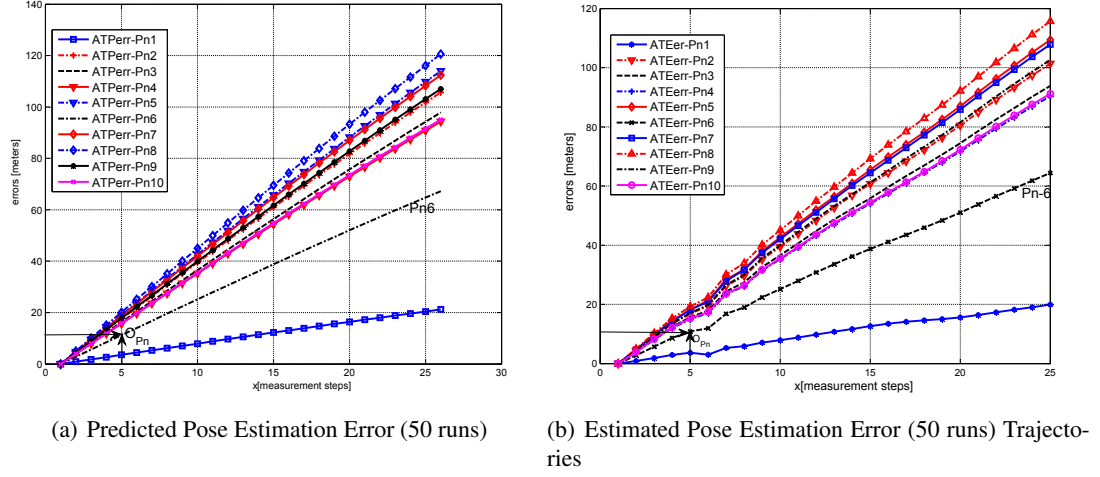 140
120
100
80
60
40
20
0
0
5
10
15
20
25
30
errors [meters]
x[measurement steps]
ATPerr-Pn1
ATPerr-Pn2
ATPerr-Pn3
ATPerr-Pn4
ATPerr-Pn5
ATPerr-Pn6
ATPerr-Pn7
ATPerr-Pn8
ATPerr-Pn9
ATPerr-Pn10
Pn6
O Pn
(a) Predicted Pose Estimation Error (50 runs)
120
100
80
60
40
20
0
0
5
10
15
20
25
errors [meters]
x[measurement steps]
ATEer-Pn1
ATEerr-Pn2
ATEerr-Pn3
ATEerr-Pn4
ATEerr-Pn5
ATEerr-Pn6
ATEerr-Pn7
ATEerr-Pn8
ATEerr-Pn9
ATEerr-Pn10
Pn-6
O Pn
(b) Estimated Pose Estimation Error (50 runs) Trajecto-
ries